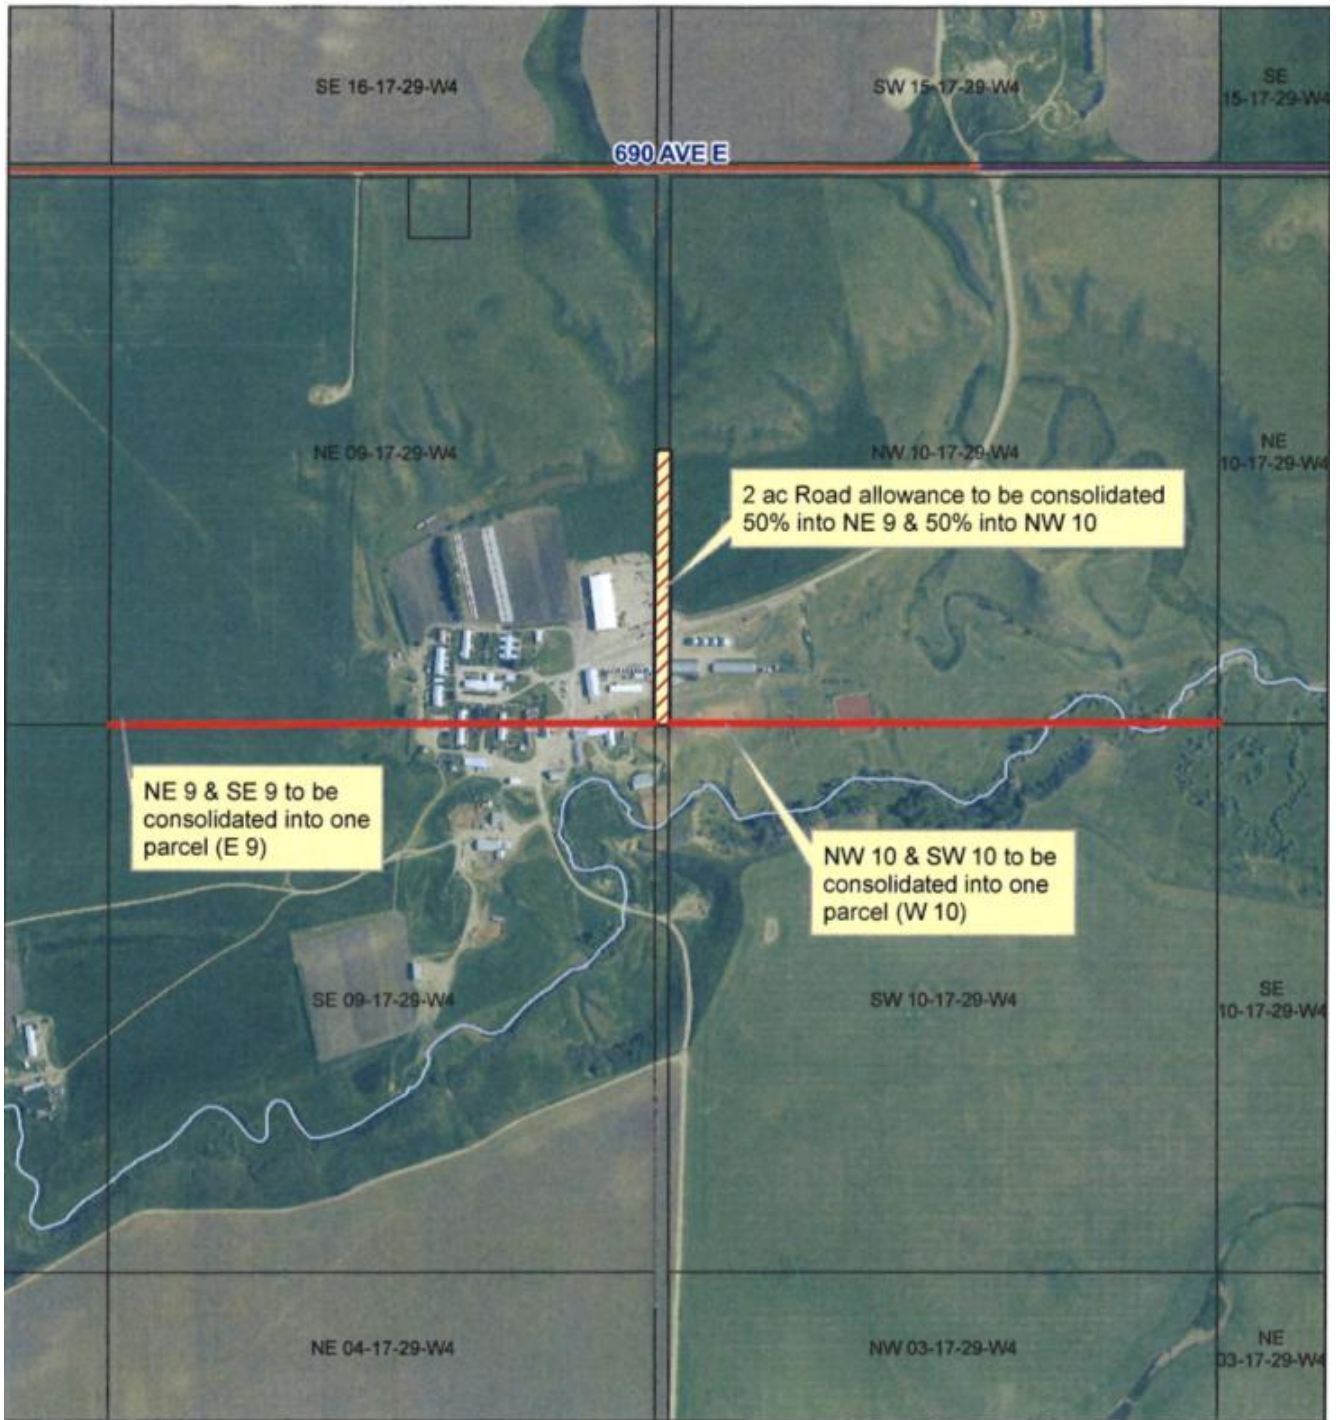 SE 16-17-29-W4
SW 15-17-29-W4
SE
15-17-29-W4
690 AVE E
NE 09-17-29-W4
NW 10-17-29-W4
NE
10-17-29-W4
2 ac Road allowance to be consolidated
50% into NE 9 & 50% into NW 10
NE 9 & SE 9 to be
consolidated into one
parcel (E 9)
NW 10 & SW 10 to be
consolidated into one
parcel (W 10)
SE 09-17-29-W4
SW 10-17-29-W4
SE
10-17-29-W4
NE 04-17-29-W4
NW 03-17-29-W4
NE
03-17-29-W4